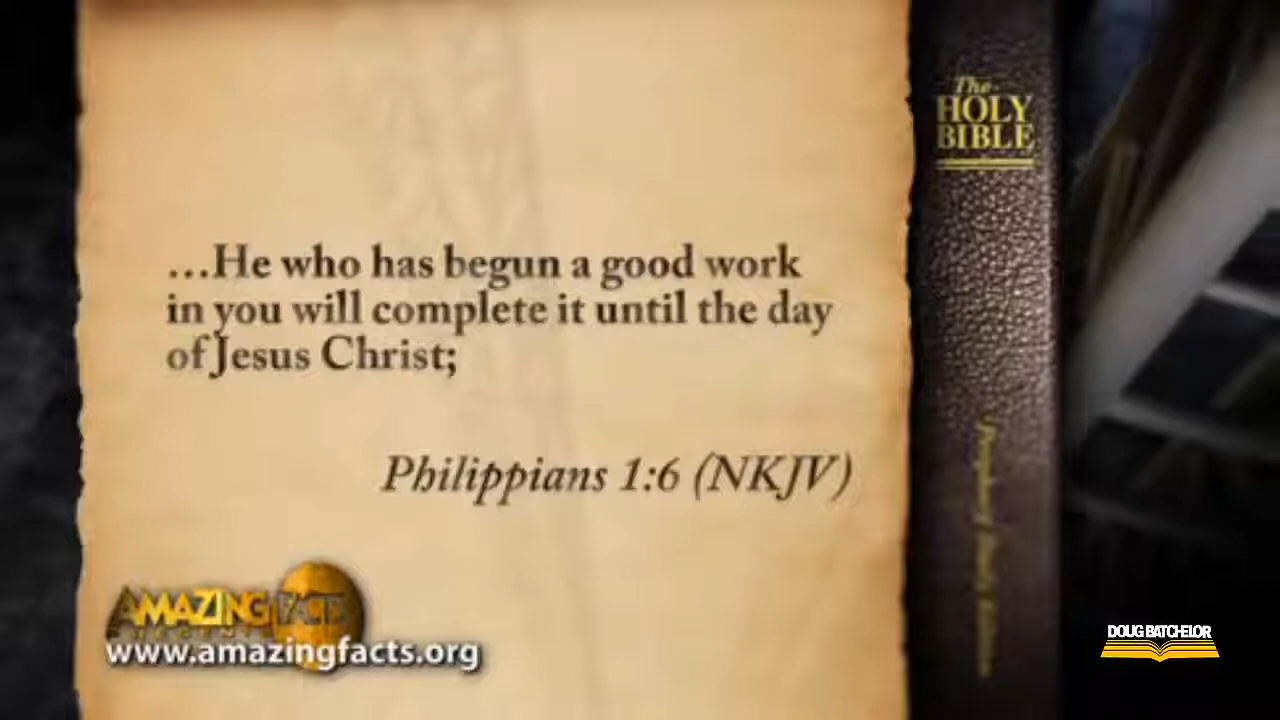 …He who has begun a good work
in you will complete it until the day
of Jesus Christ;
Philippians 1:6 (NKJV)
The
HOLY
BIBLE
AMAZING FACTS
PRESENTS
www.amazingfacts.org
DOUG BATCHELOR